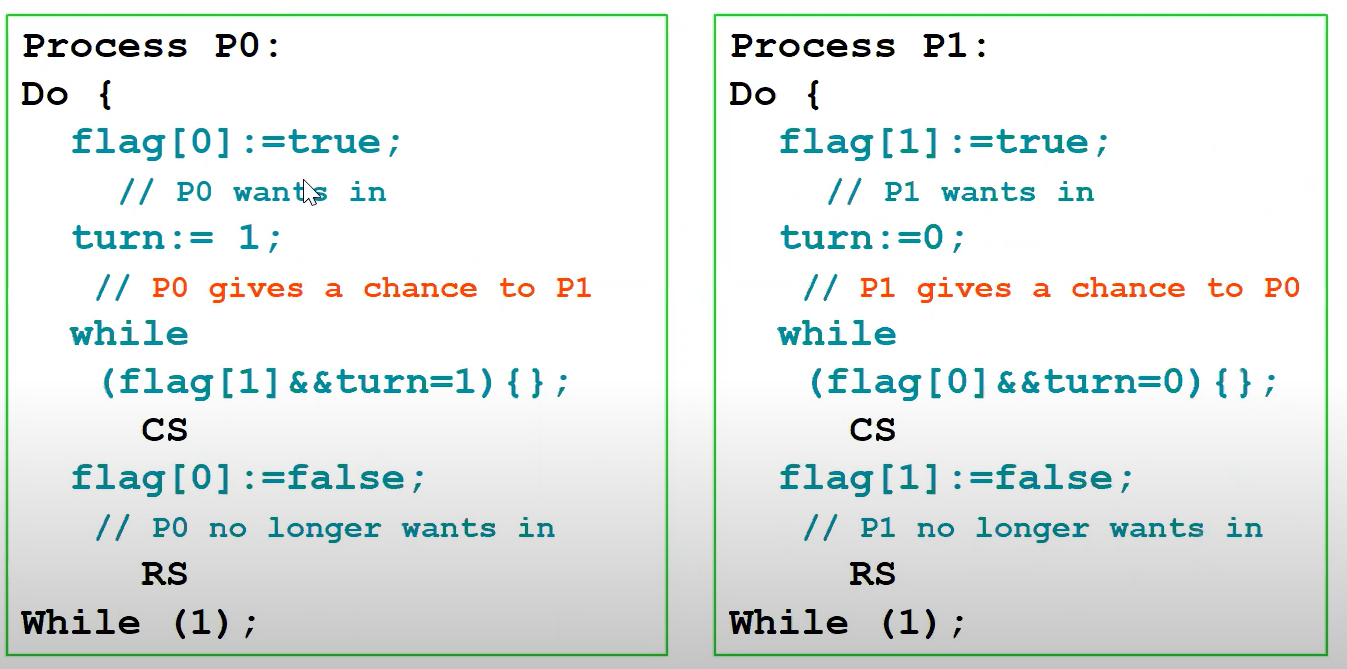 Process P0:
Do {
flag[0]:=true;
// P0 wants in
turn:= 1;
// P0 gives a chance to P1
while
(flag[1]&&turn=1){};
CS
flag[0]:=false;
// P0 no longer wants in
RS
While (1);
Process P1:
Do {
flag[1]:=true;
// P1 wants in
turn:=0;
// P1 gives a chance to P0
while
(flag[0]&&turn=0){};
CS
flag[1]:=false;
// P1 no longer wants in
RS
While (1);